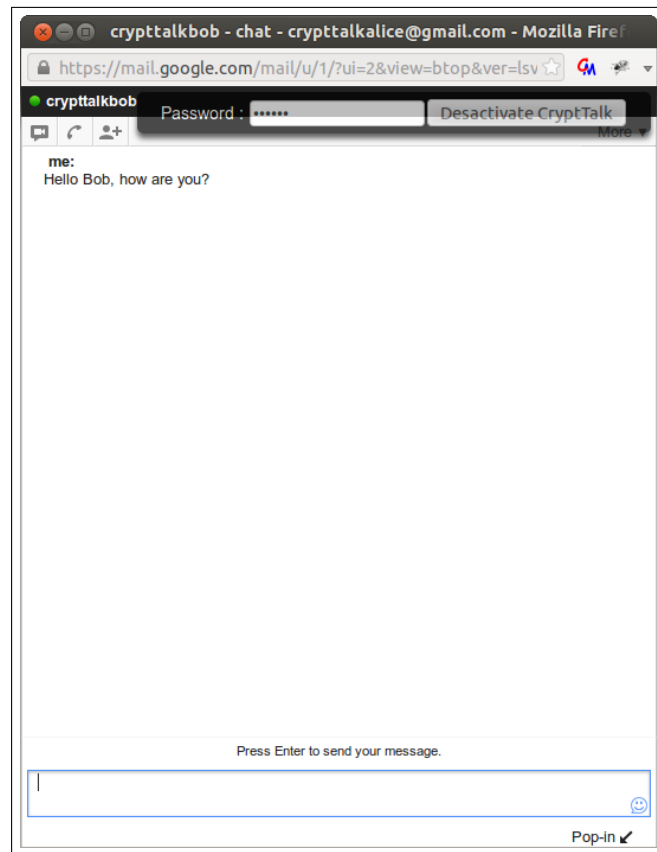 crypttalkbob - chat - crypttalkalice@gmail.com - Mozilla Firef
https://mail.google.com/mail/u/1/?ui=2&view=btop&ver=lsv
crypttalkbob
Password : ••••••
Desactivate CryptTalk
More ▼
me:
Hello Bob, how are you?
Press Enter to send your message.
Pop-in